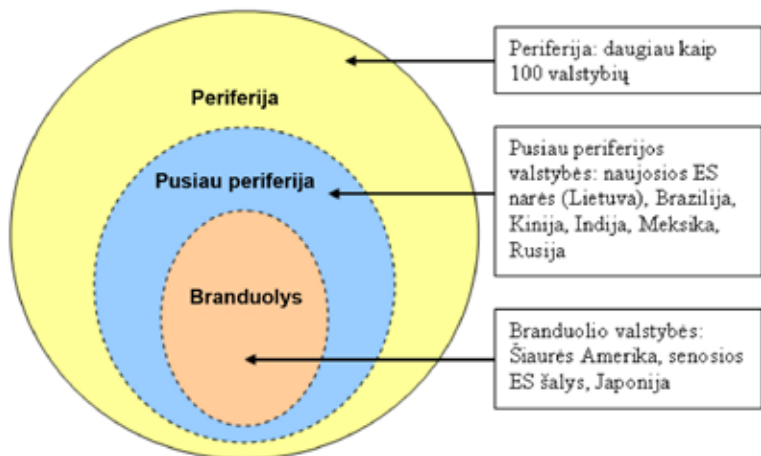 Periferija
Pusiau periferija
Branduolys
Periferija: daugiau kaip
100 valstybių
Pusiau periferijos
valstybės: naujosios ES
narės (Lietuva), Brazilija,
Kinija, Indija, Meksika,
Rusija
Branduolio valstybės:
Šiaurės Amerika, senosios
ES šalys, Japonija